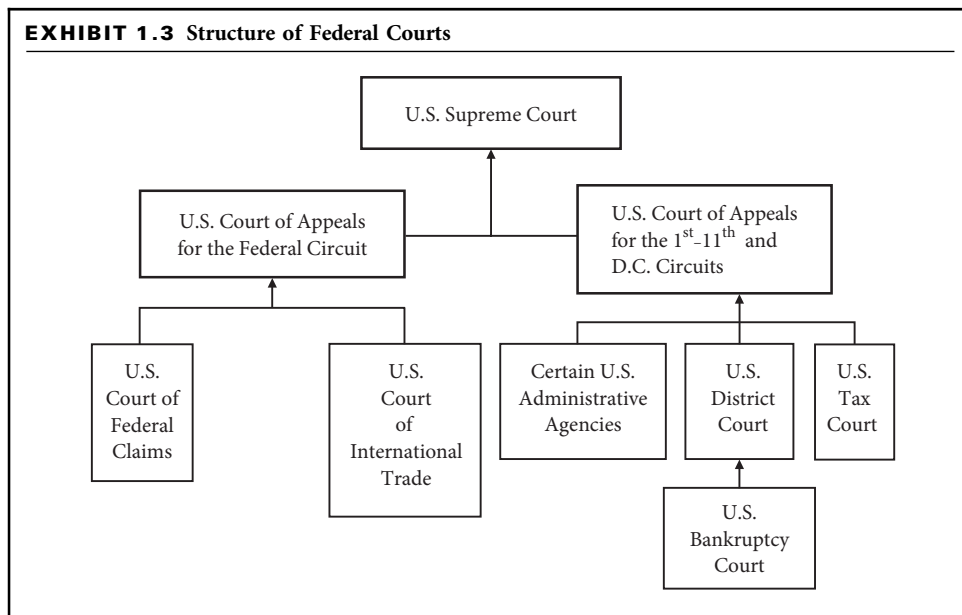 EXHIBIT 1.3 Structure of Federal Courts
U.S. Supreme Court
U.S. Court of Appeals
for the Federal Circuit
U.S. Court of Appeals
for the 1st-11th and
D.C. Circuits
U.S.
Court of
Federal
Claims
U.S.
Court
of
International
Trade
Certain U.S.
Administrative
Agencies
U.S.
District
Court
U.S.
Tax
Court
U.S.
Bankruptcy
Court